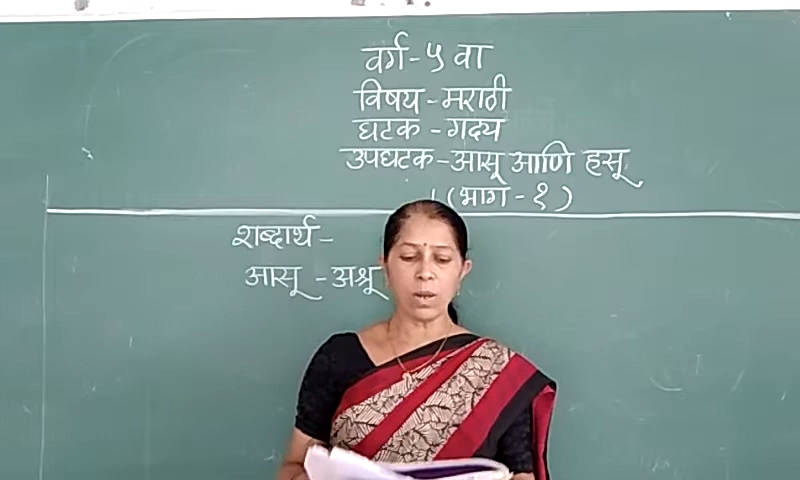 वर्ग - ५ वा
विषय - मराठी
घटक - गद्य
उपघटक - आसू आणि हसू
(भाग - १)
शब्दार्थ -
आसू - अश्रू